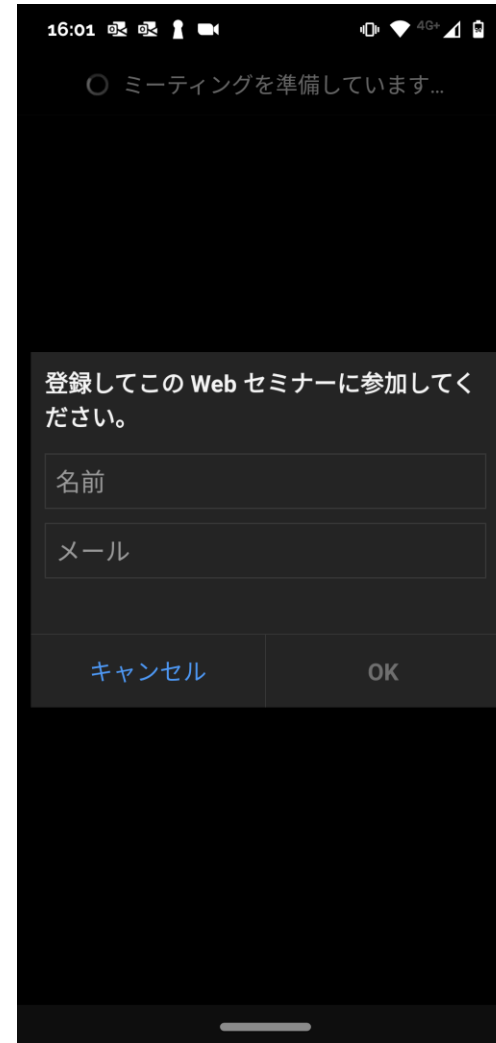 16:01
4G+
ミーティングを準備しています...
登録してこの Web セミナーに参加してく
ださい。
名前
メール
キャンセル
OK